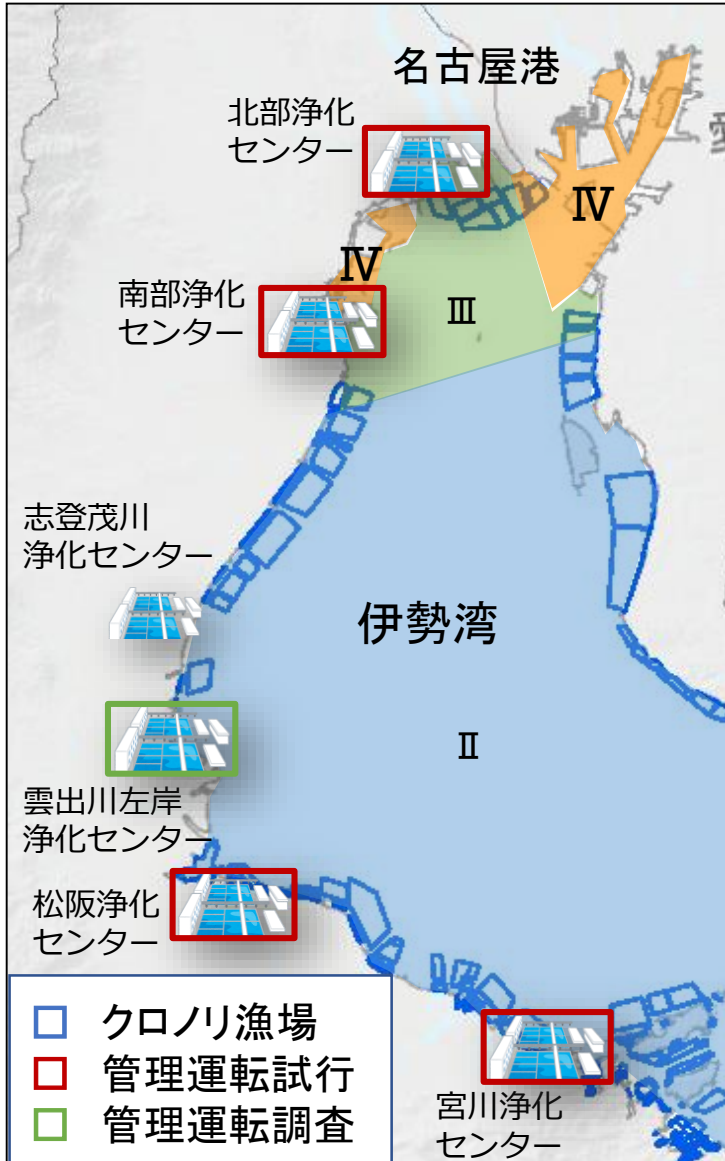 名古屋港
北部浄化
センター
Ⅳ
Ⅳ
南部浄化
センター
Ⅲ
志登茂川
浄化センター
伊勢湾
Ⅱ
雲出川左岸
浄化センター
松阪浄化
センター
クロノリ漁場
管理運転試行
管理運転調査
宮川浄化
センター